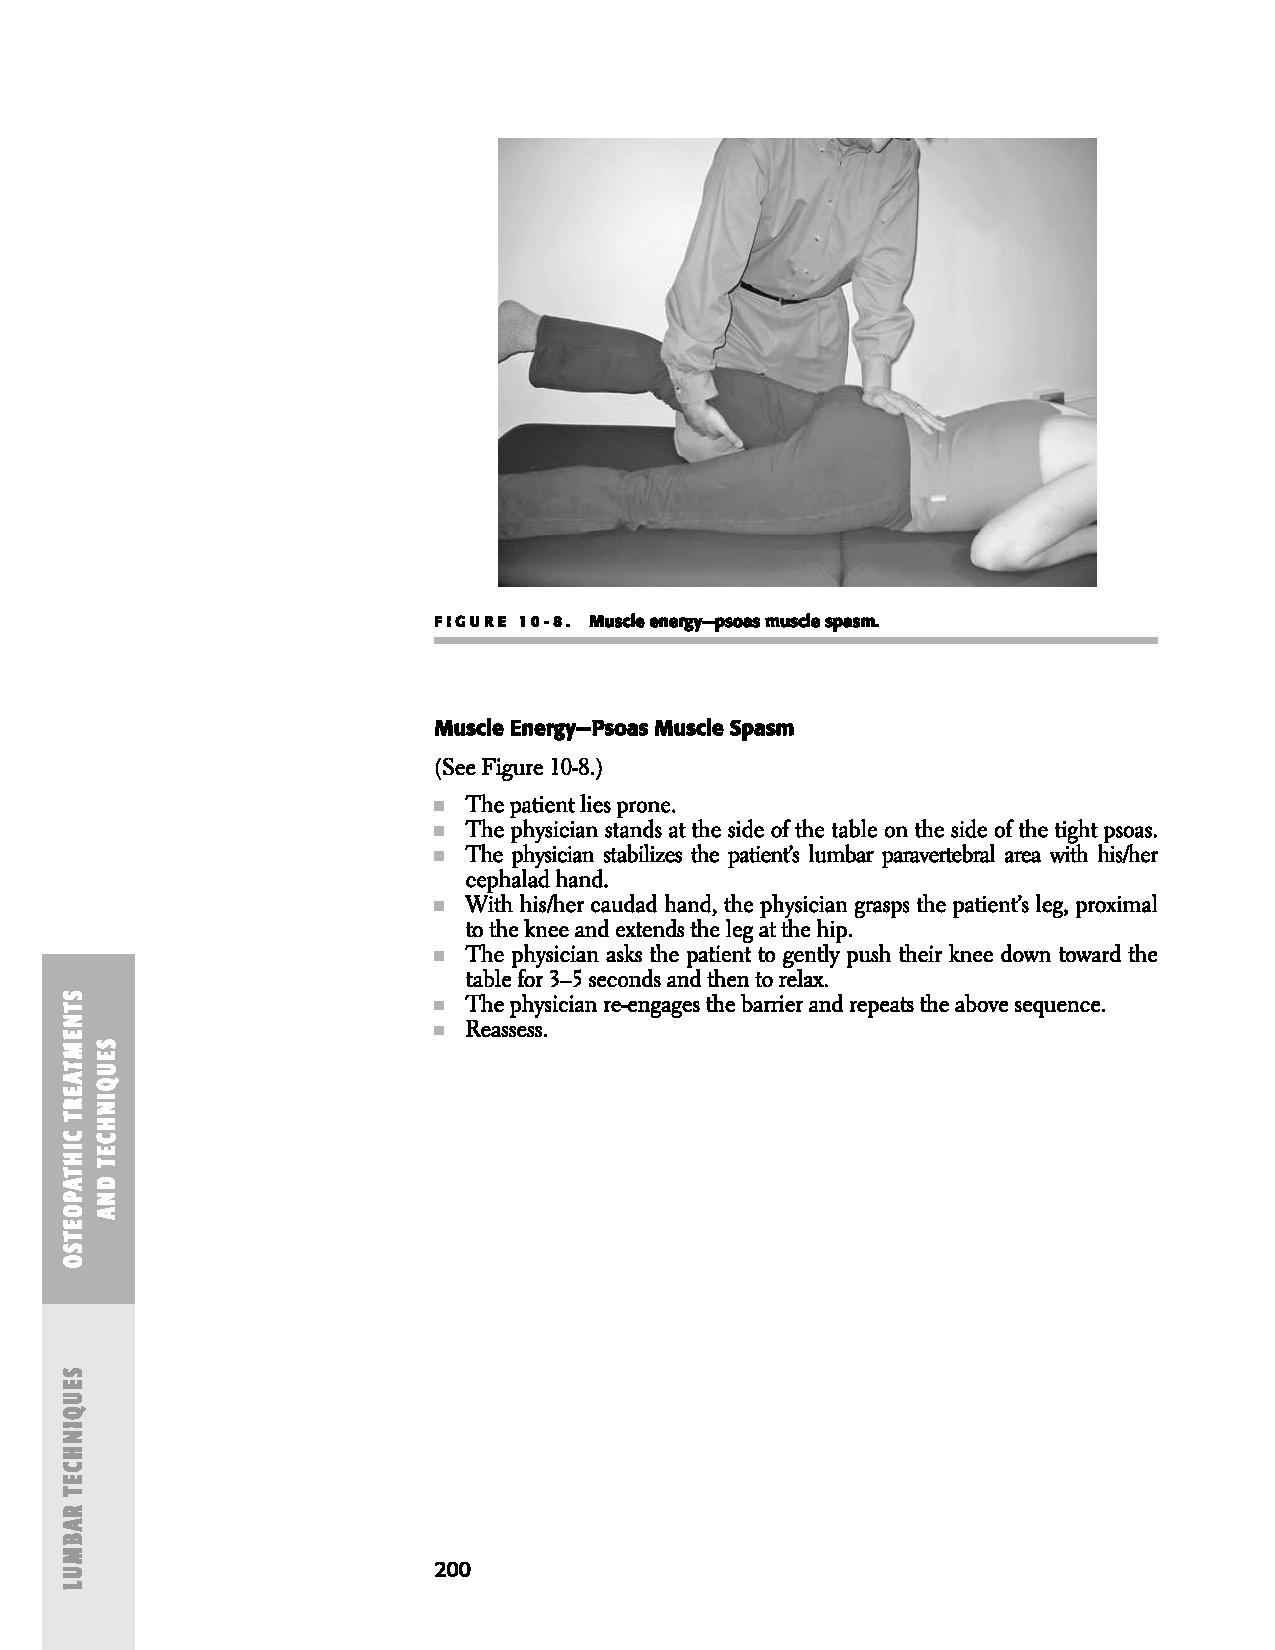 FIGURE 10-8. Muscle energy—psoas muscle spasm.
Muscle Energy—Psoas Muscle Spasm
(See Figure 10-8.)
■ The patient lies prone.
■ The physician stands at the side of the table on the side of the tight psoas.
■ The physician stabilizes the patient's lumbar paravertebral area with his/her
cephalad hand.
■ With his/her caudad hand, the physician grasps the patient's leg, proximal
to the knee and extends the leg at the hip.
■ The physician asks the patient to gently push their knee down toward the
table for 3–5 seconds and then to relax.
■ The physician re-engages the barrier and repeats the above sequence.
■ Reassess.
OSTEOPATHIC TREATMENTS
AND TECHNIQUES
LUMBAR TECHNIQUES
200